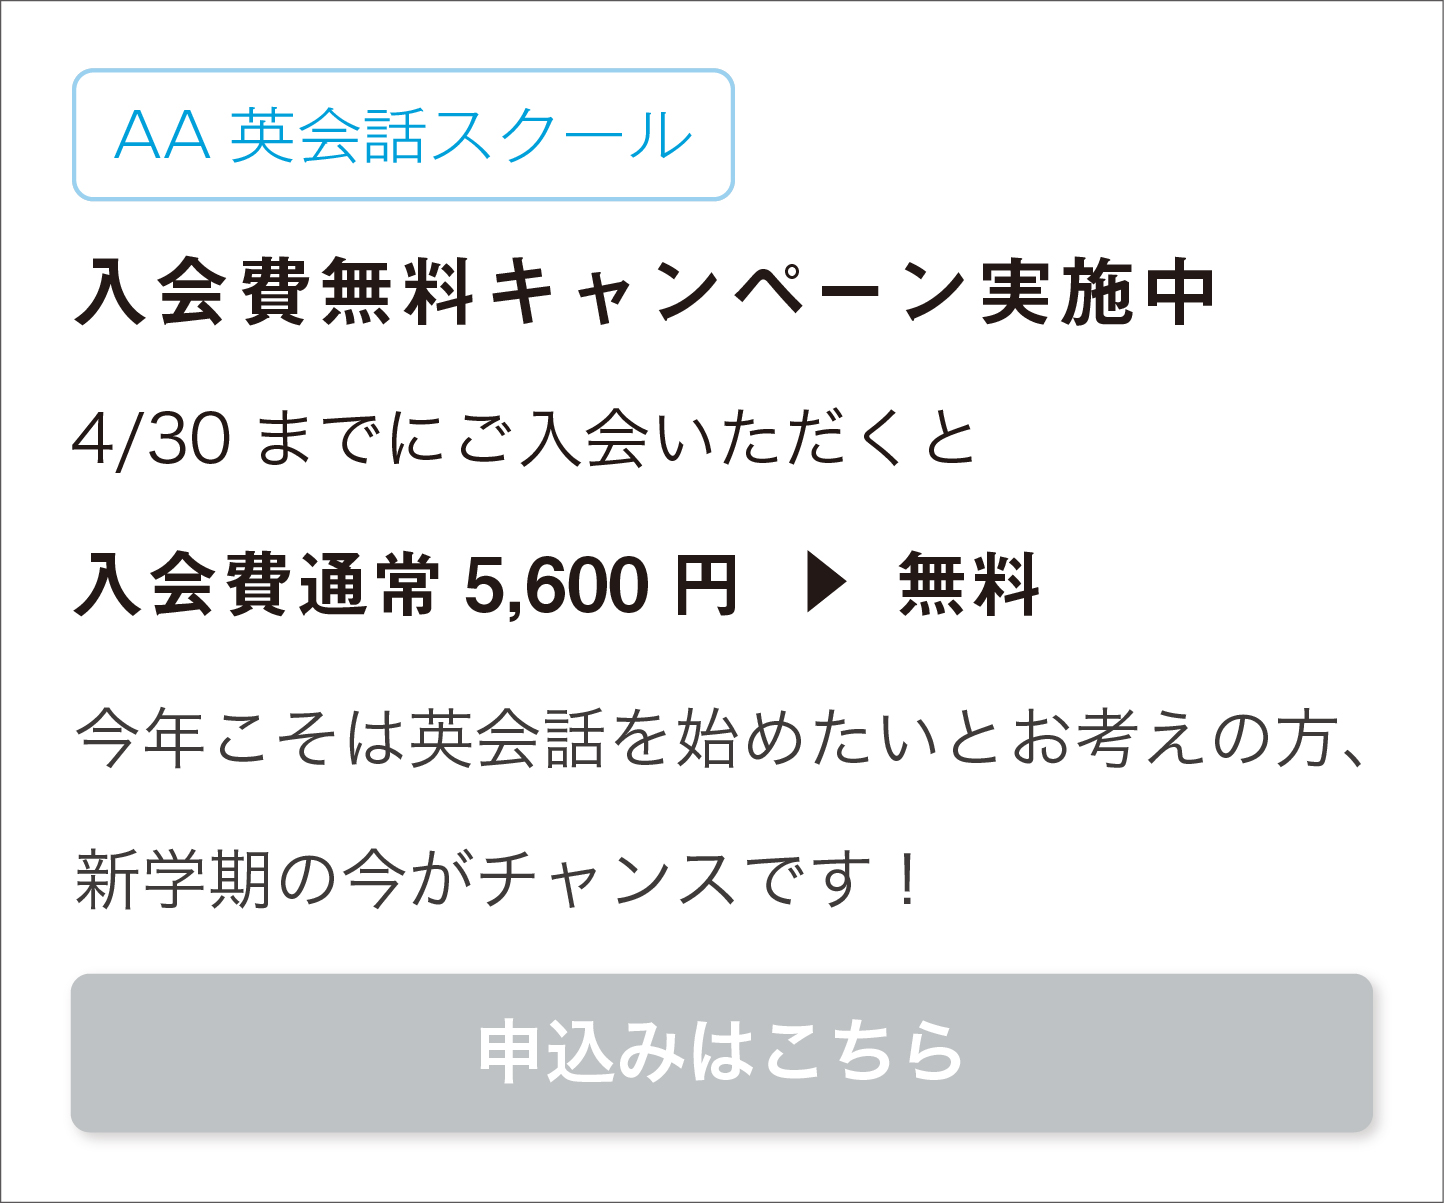 AA 英会話スクール
入会費無料キャンペーン実施中
4/30 までにご入会いただくと
入会費通常 5,600 円 ▶ 無料
今年こそは英会話を始めたいとお考えの方、
新学期の今がチャンスです！
申込みはこちら